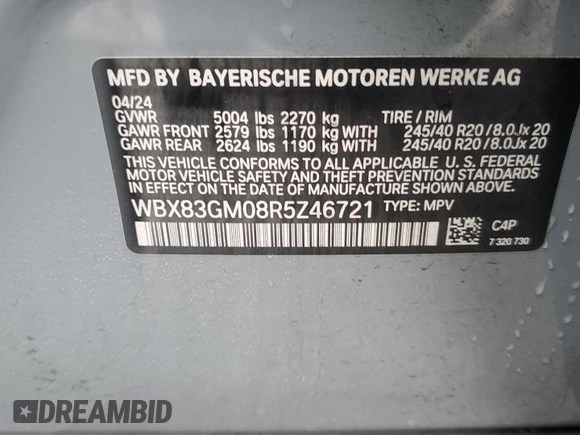 MFD BY BAYERISCHE MOTOREN WERKE AG
04/24
GVWR 5004 lbs 2270 kg TIRE / RIM
GAWR FRONT 2579 lbs 1170 kg WITH 245/40 R20 / 8.0Jx 20
GAWR REAR 2624 lbs 1190 kg WITH 245/40 R20 / 8.0Jx 20
THIS VEHICLE CONFORMS TO ALL APPLICABLE U. S. FEDERAL
MOTOR VEHICLE SAFETY AND THEFT PREVENTION STANDARDS
IN EFFECT ON THE DATE OF MANUFACTURE SHOWN ABOVE.
WBX83GM08R5Z46721 TYPE: MPV
C4P
7 320 730
DREAMBID